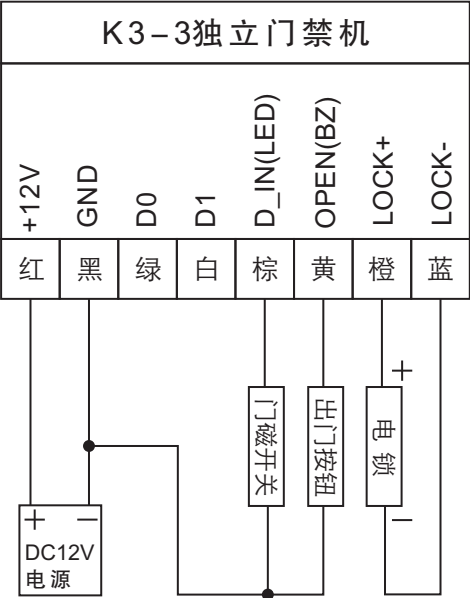 K3-3独立门禁机
+12V
GND
D0
D1
D_IN(LED)
OPEN(BZ)
LOCK+
LOCK-
红
黑
绿
白
棕
黄
橙
蓝
门磁开关
出门按钮
+
电锁
—
+ —
DC12V
电源